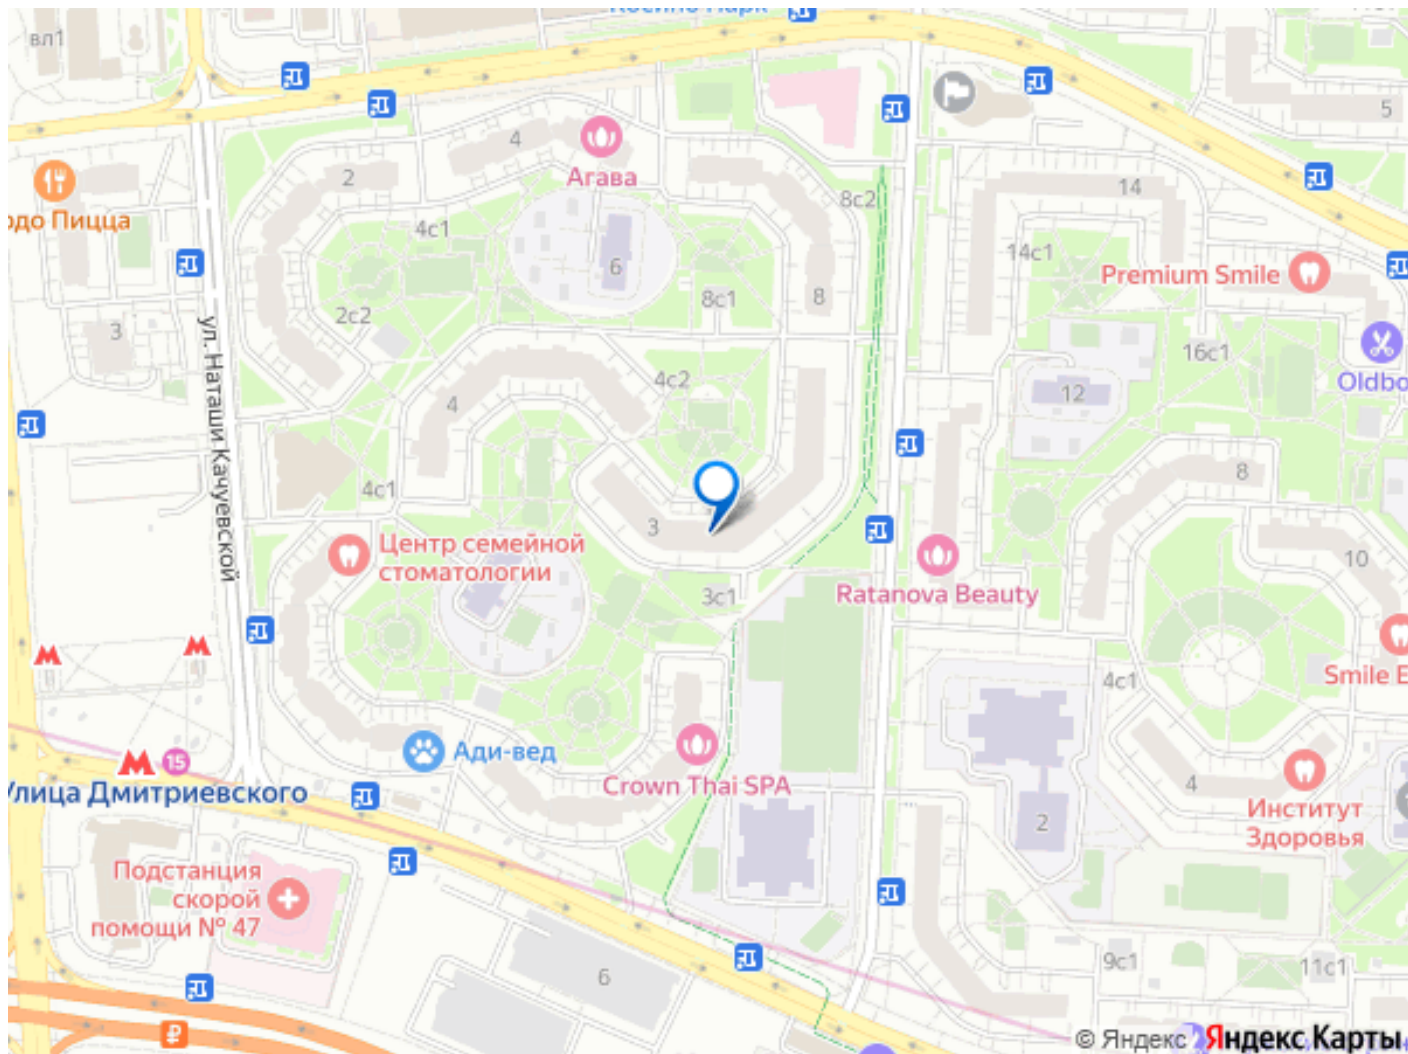 Косино Парк
вл1
5
4
Агава
2
14
8с2
одо Пицца
4с1
14с1
6
Premium Smile
8с1
8
2с2
3
16с1
ул. Наташи Качуевской
4с2
Oldbo
4
12
8
4с1
3
Центр семейной
стоматологии
10
3с1
Ratanova Beauty
4с1
Smile E
15
Ади-вед
Crown Thai SPA
4
Улица Дмитриевского
Институт
Здоровья
2
Подстанция
скорой
помощи № 47
9с1
11с1
6
© Яндекс
Яндекс Карты